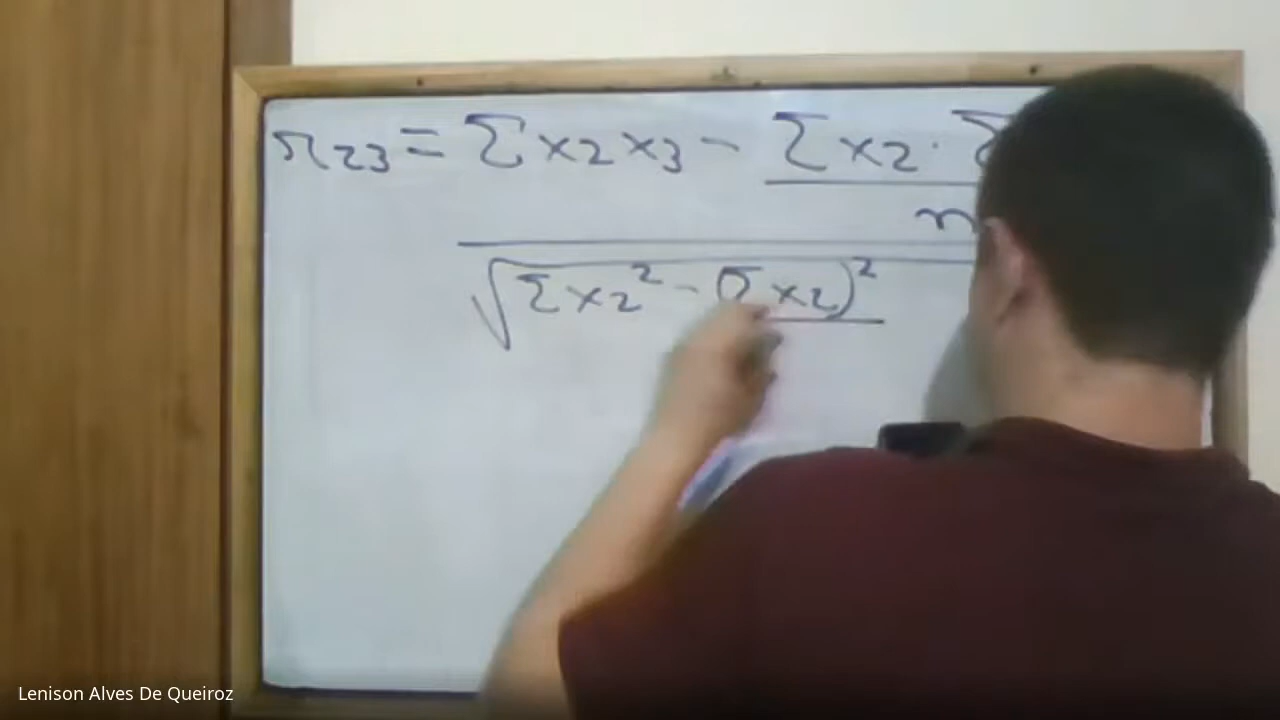 r23 = Σx2x3 - Σx2 · Σ
n
√Σx2² - (Σx2)²
Lenison Alves De Queiroz